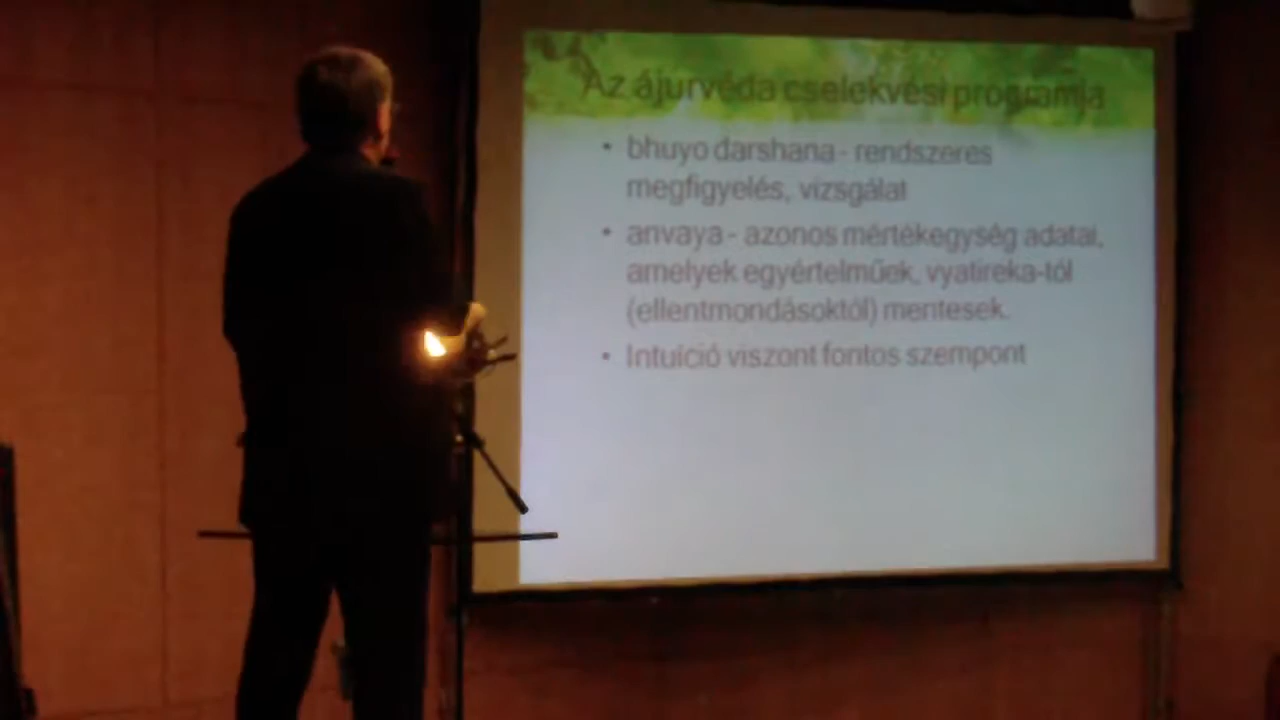 Az ájurvéda cselekvési programja
• bhuyo darshana - rendszeres
megfigyelés, vizsgálat
• anvaya - azonos mértékegység adatai,
amelyek egyértelműek, vyatireka-tól
(ellentmondásoktól) mentesek.
• Intuíció viszont fontos szempont